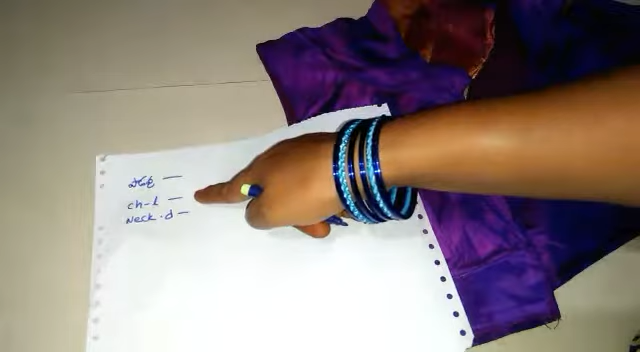 ch-l —
Neck.d —